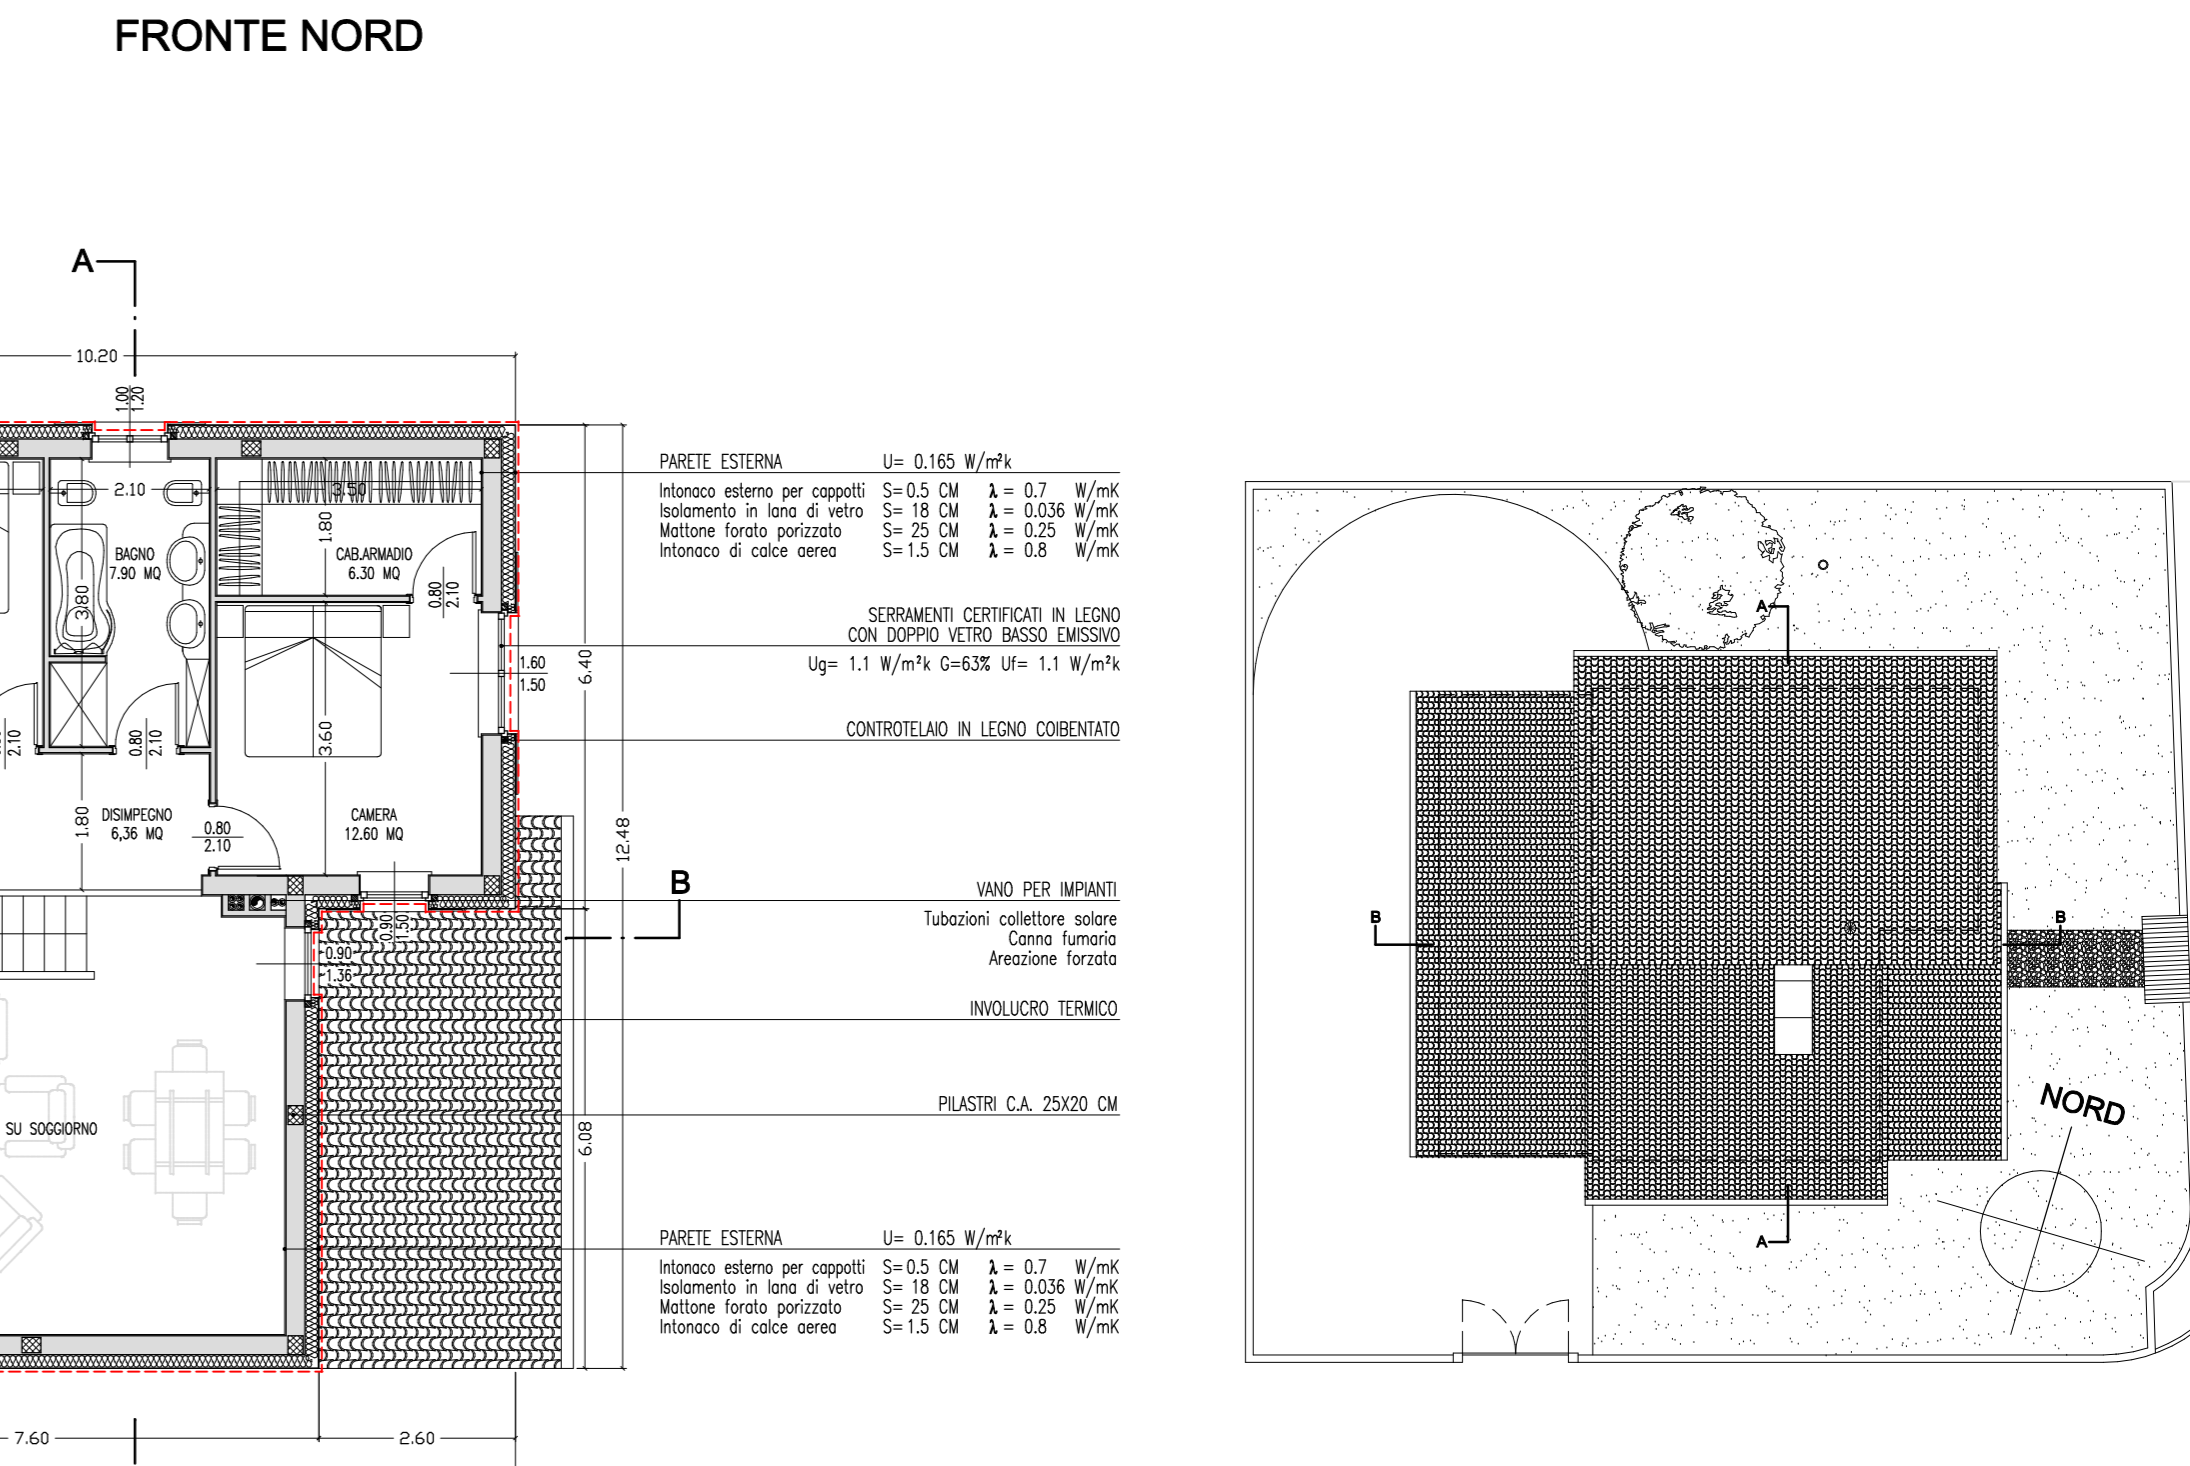 FRONTE NORD
A
10.20
1.00
1.20
2.10
3.50
1.80
BAGNO
7.90 MQ
CAB.ARMADIO
6.30 MQ
3.80
0.80
2.10
1.60
1.50
6.40
3.60
2.10
0.80
2.10
DISIMPEGNO
6,36 MQ
1.80
0.80
2.10
CAMERA
12.60 MQ
12.48
B
0.90
1.50
0.90
1.36
SU SOGGIORNO
6.08
7.60
2.60
PARETE ESTERNA U= 0.165 W/m²k
Intonaco esterno per cappotti S=0.5 CM λ = 0.7 W/mK
Isolamento in lana di vetro S= 18 CM λ = 0.036 W/mK
Mattone forato porizzato S= 25 CM λ = 0.25 W/mK
Intonaco di calce aerea S=1.5 CM λ = 0.8 W/mK
SERRAMENTI CERTIFICATI IN LEGNO
CON DOPPIO VETRO BASSO EMISSIVO
Ug= 1.1 W/m²k G=63% Uf= 1.1 W/m²k
CONTROTELAIO IN LEGNO COIBENTATO
VANO PER IMPIANTI
Tubazioni collettore solare
Canna fumaria
Areazione forzata
INVOLUCRO TERMICO
PILASTRI C.A. 25X20 CM
PARETE ESTERNA U= 0.165 W/m²k
Intonaco esterno per cappotti S=0.5 CM λ = 0.7 W/mK
Isolamento in lana di vetro S= 18 CM λ = 0.036 W/mK
Mattone forato porizzato S= 25 CM λ = 0.25 W/mK
Intonaco di calce aerea S=1.5 CM λ = 0.8 W/mK
A
B
B
NORD
A